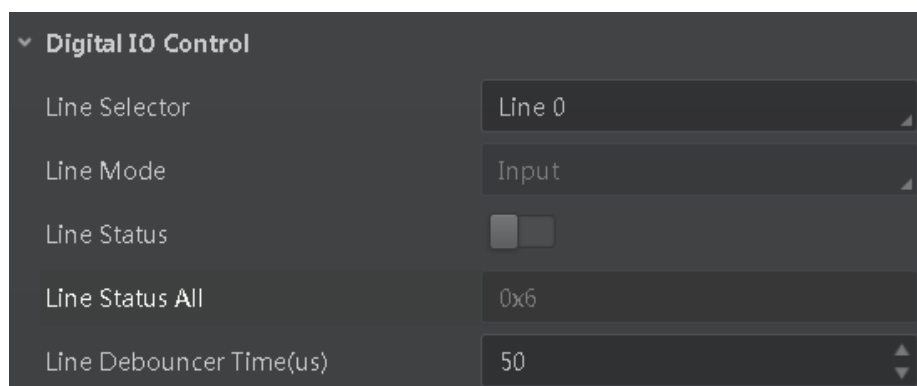 Digital IO Control
Line Selector Line 0
Line Mode Input
Line Status
Line Status All 0x6
Line Debouncer Time(us) 50